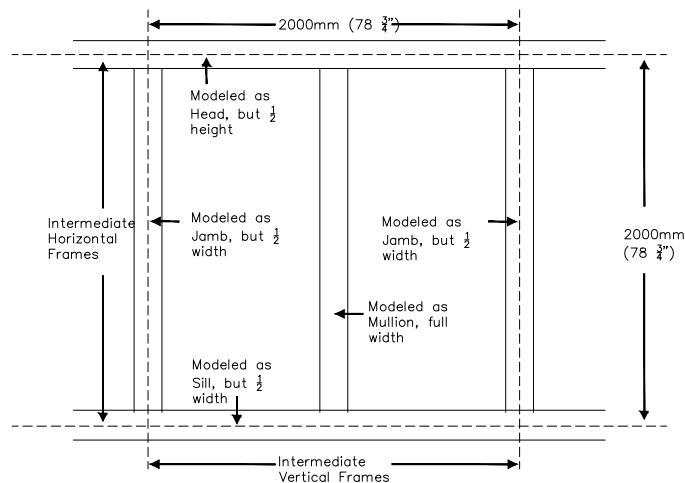 2000mm (78 ¾")
Modeled as
Head, but ½
height
Intermediate
Horizontal
Frames
Modeled as
Jamb, but ½
width
Modeled as
Jamb, but ½
width
2000mm
(78 ¾")
Modeled as
Mullion, full
width
Modeled as
Sill, but ½
width
Intermediate
Vertical Frames